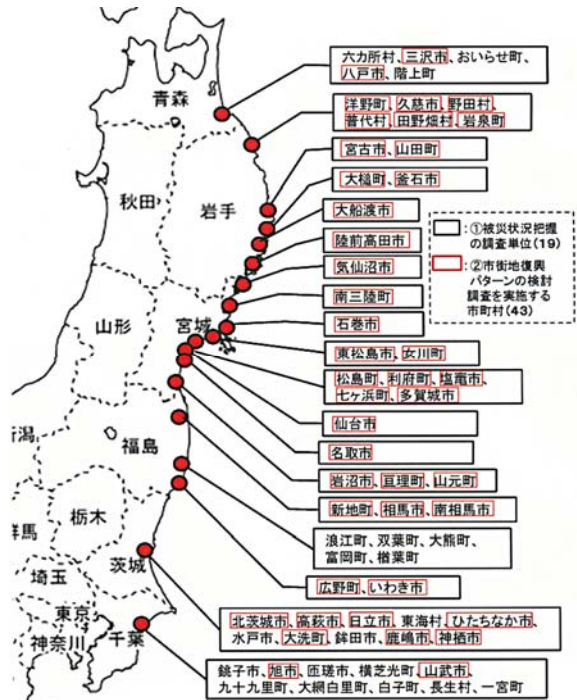 六カ所村、三沢市、おいらせ町、
八戸市、階上町
洋野町、久慈市、野田村、
普代村、田野畑村、岩泉町
宮古市、山田町
大槌町、釜石市
大船渡市
陸前高田市
気仙沼市
南三陸町
石巻市
東松島市、女川町
松島町、利府町、塩竈市、
七ヶ浜町、多賀城市
仙台市
名取市
岩沼市、亘理町、山元町
新地町、相馬市、南相馬市
浪江町、双葉町、大熊町、
富岡町、楢葉町
広野町、いわき市
北茨城市、高萩市、日立市、東海村、ひたちなか市、
水戸市、大洗町、鉾田市、鹿嶋市、神栖市
銚子市、旭市、匝瑳市、横芝光町、山武市、
九十九里町、大網白里町、白子町、長生村、一宮町
:①被災状況把握
の調査単位(19)
:②市街地復興
パターンの検討
調査を実施する
市町村(43)
青森
秋田
岩手
山形
宮城
新潟
福島
群馬
栃木
茨城
埼玉
東京
神奈川
千葉